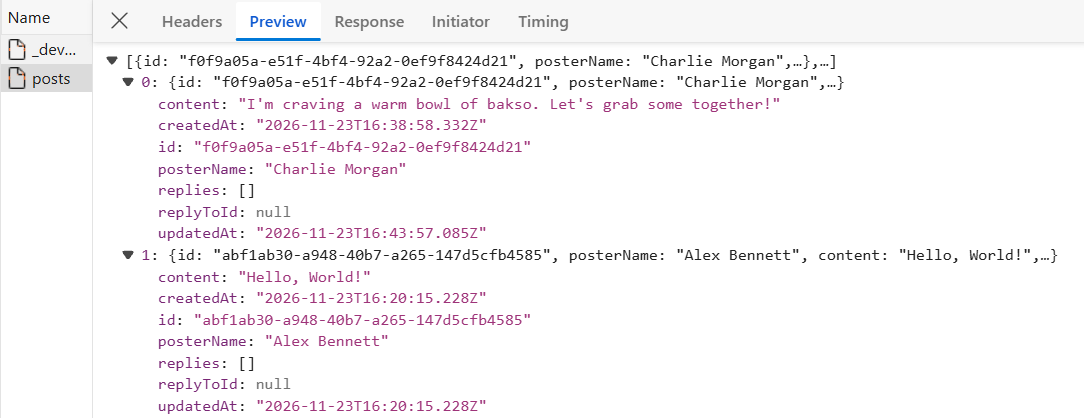 Name
Headers Preview Response Initiator Timing
_dev...
posts
[{id: "f0f9a05a-e51f-4bf4-92a2-0ef9f8424d21", posterName: "Charlie Morgan",…},…]
0: {id: "f0f9a05a-e51f-4bf4-92a2-0ef9f8424d21", posterName: "Charlie Morgan",…}
content: "I'm craving a warm bowl of bakso. Let's grab some together!"
createdAt: "2026-11-23T16:38:58.332Z"
id: "f0f9a05a-e51f-4bf4-92a2-0ef9f8424d21"
posterName: "Charlie Morgan"
replies: []
replyToId: null
updatedAt: "2026-11-23T16:43:57.085Z"
1: {id: "abf1ab30-a948-40b7-a265-147d5cfb4585", posterName: "Alex Bennett", content: "Hello, World!",…}
content: "Hello, World!"
createdAt: "2026-11-23T16:20:15.228Z"
id: "abf1ab30-a948-40b7-a265-147d5cfb4585"
posterName: "Alex Bennett"
replies: []
replyToId: null
updatedAt: "2026-11-23T16:20:15.228Z"